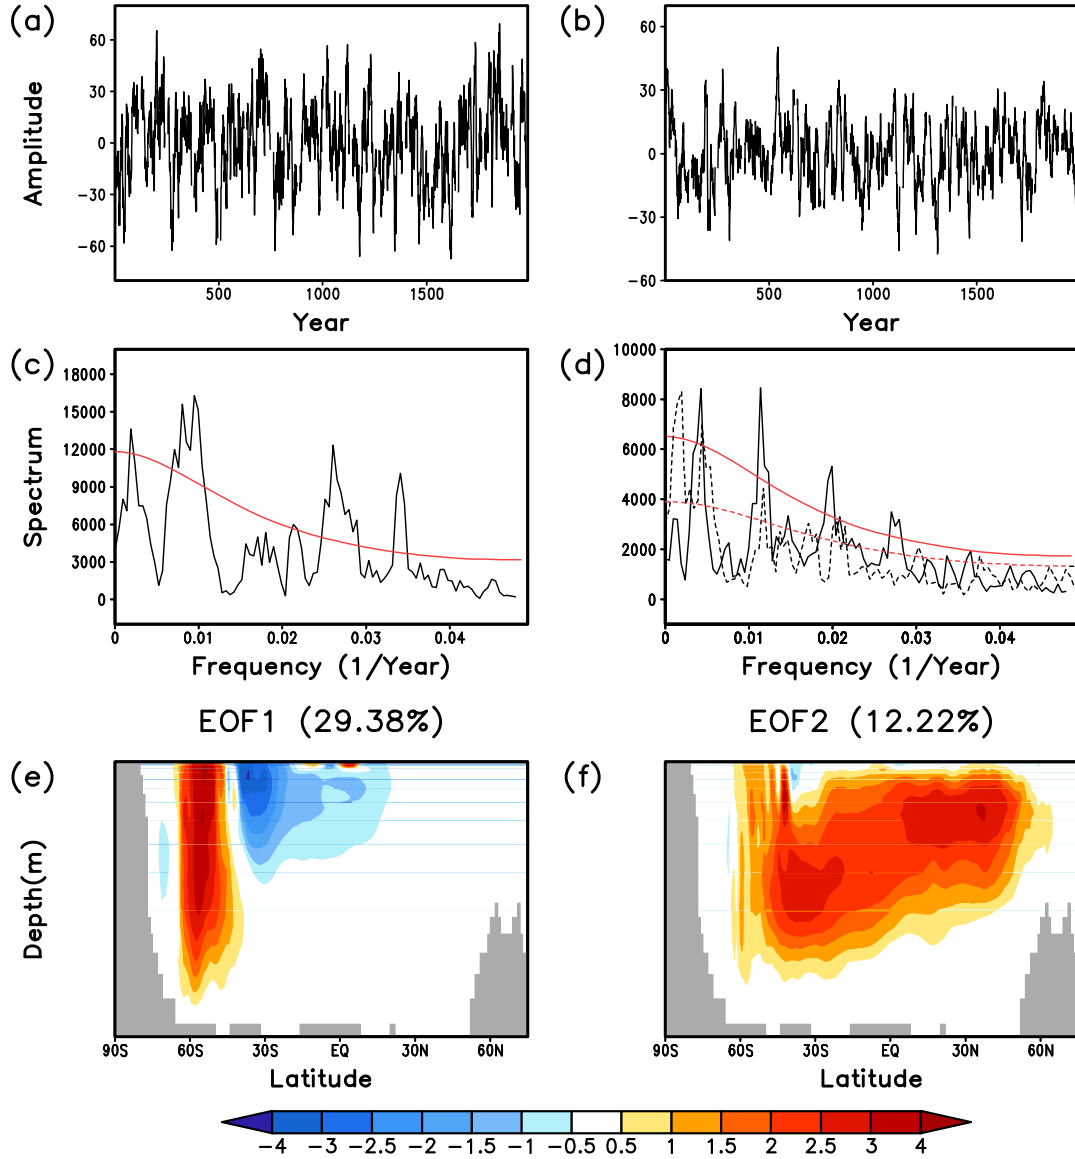 (a)
(b)
60
30
0
−30
−60
Amplitude
500
1000
1500
Year
60
30
0
−30
−60
500
1000
1500
Year
(c)
(d)
18000
15000
12000
9000
6000
3000
0
Spectrum
0
0.01
0.02
0.03
0.04
Frequency (1/Year)
10000
8000
6000
4000
2000
0
0
0.01
0.02
0.03
0.04
Frequency (1/Year)
EOF1 (29.38%)
EOF2 (12.22%)
(e)
(f)
Depth(m)
90S 60S 30S EQ 30N 60N
Latitude
90S 60S 30S EQ 30N 60N
Latitude
−4 −3 −2.5 −2 −1.5 −1 −0.5 0.5 1 1.5 2 2.5 3 4